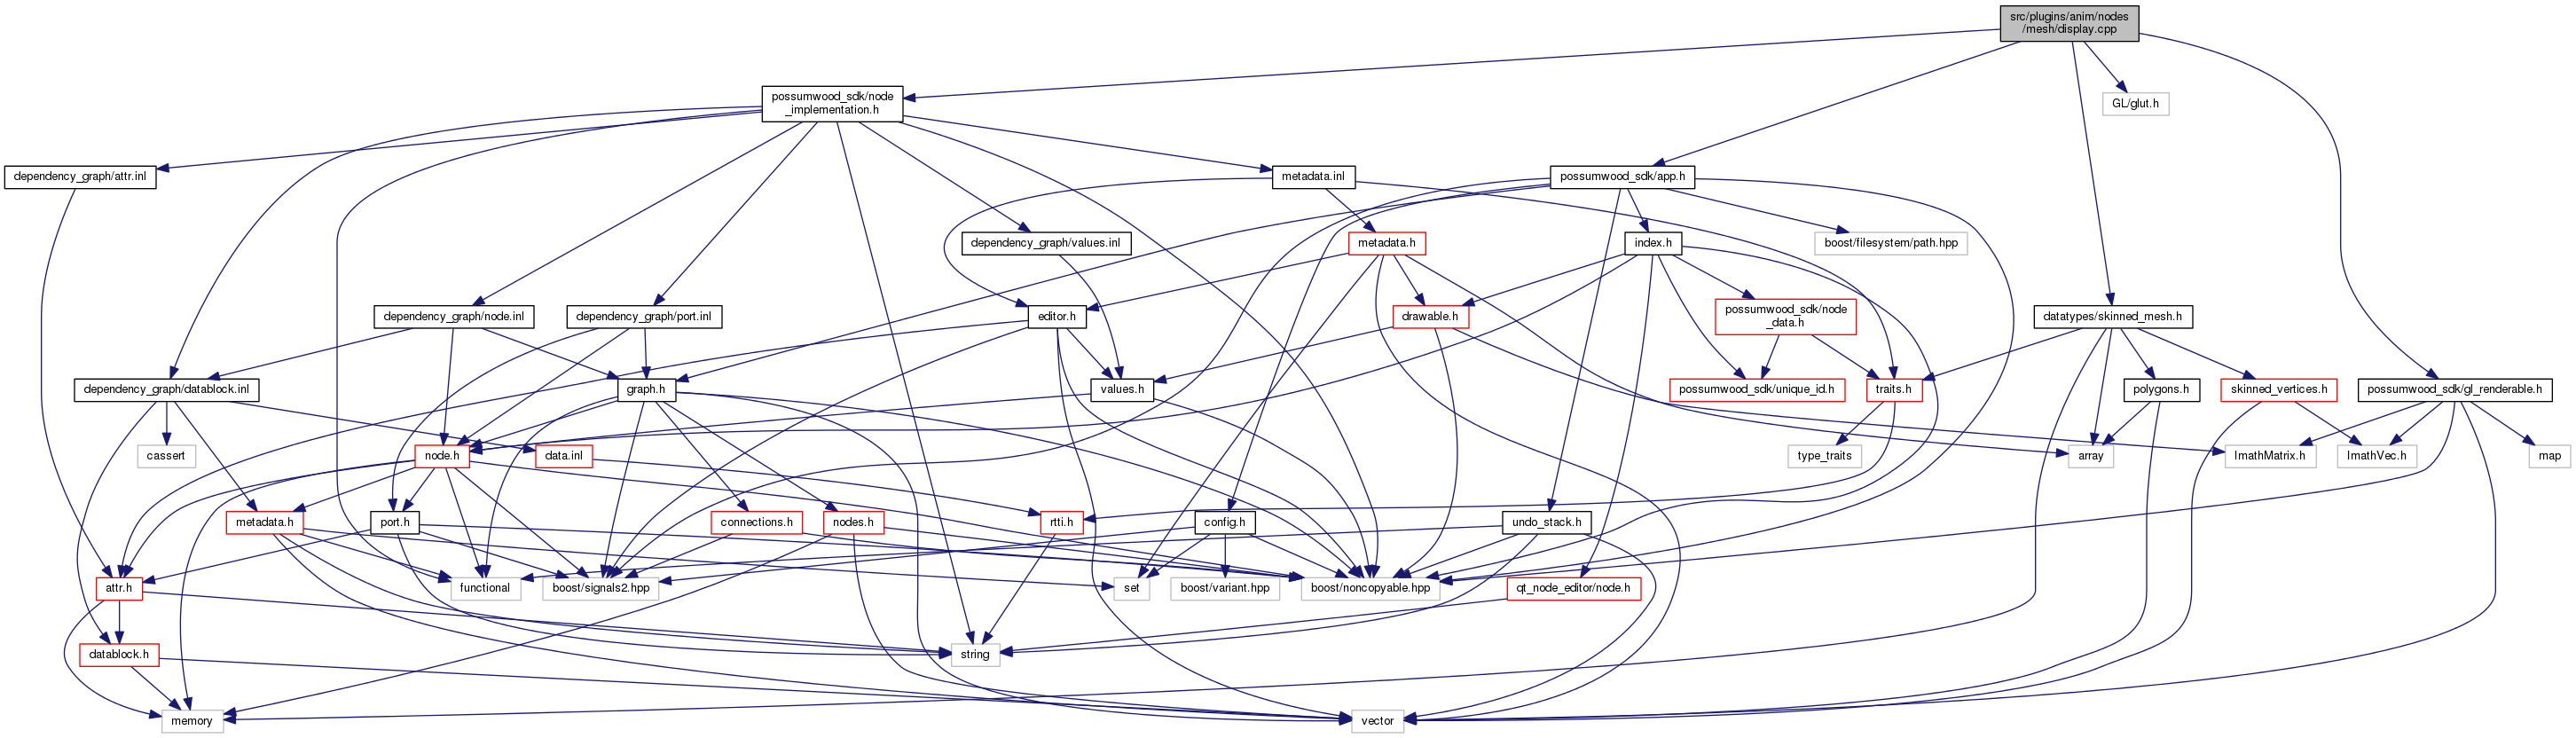 src/plugins/anim/nodes
/mesh/display.cpp
possumwood_sdk/node
_implementation.h
GL/glut.h
dependency_graph/attr.inl
metadata.inl
possumwood_sdk/app.h
dependency_graph/values.inl
metadata.h
index.h
boost/filesystem/path.hpp
dependency_graph/node.inl
dependency_graph/port.inl
editor.h
drawable.h
possumwood_sdk/node
_data.h
datatypes/skinned_mesh.h
dependency_graph/datablock.inl
graph.h
values.h
possumwood_sdk/unique_id.h
traits.h
polygons.h
skinned_vertices.h
possumwood_sdk/gl_renderable.h
cassert
node.h
data.inl
type_traits
array
ImathMatrix.h
ImathVec.h
map
metadata.h
port.h
connections.h
nodes.h
rtti.h
config.h
undo_stack.h
attr.h
functional
boost/signals2.hpp
set
boost/variant.hpp
boost/noncopyable.hpp
qt_node_editor/node.h
datablock.h
string
memory
vector